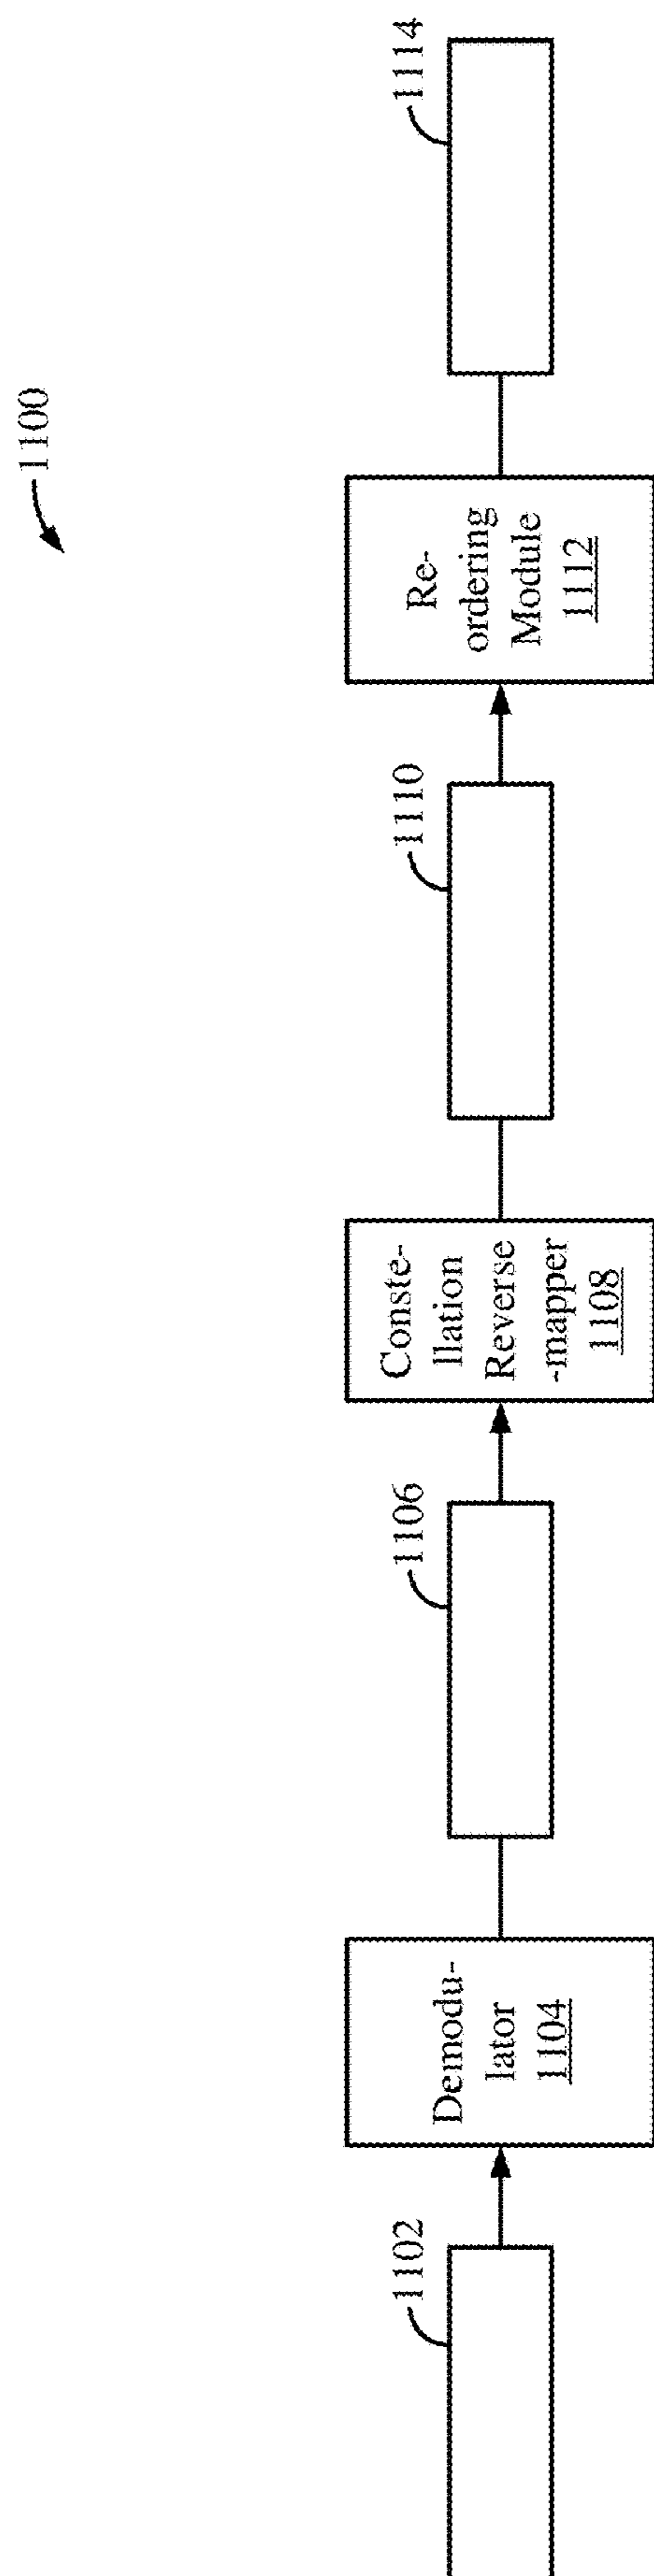 1100
1102
Demodu-
lator
1104
1106
Conste-
llation
Reverse
-mapper
1108
1110
Re-
ordering
Module
1112
1114